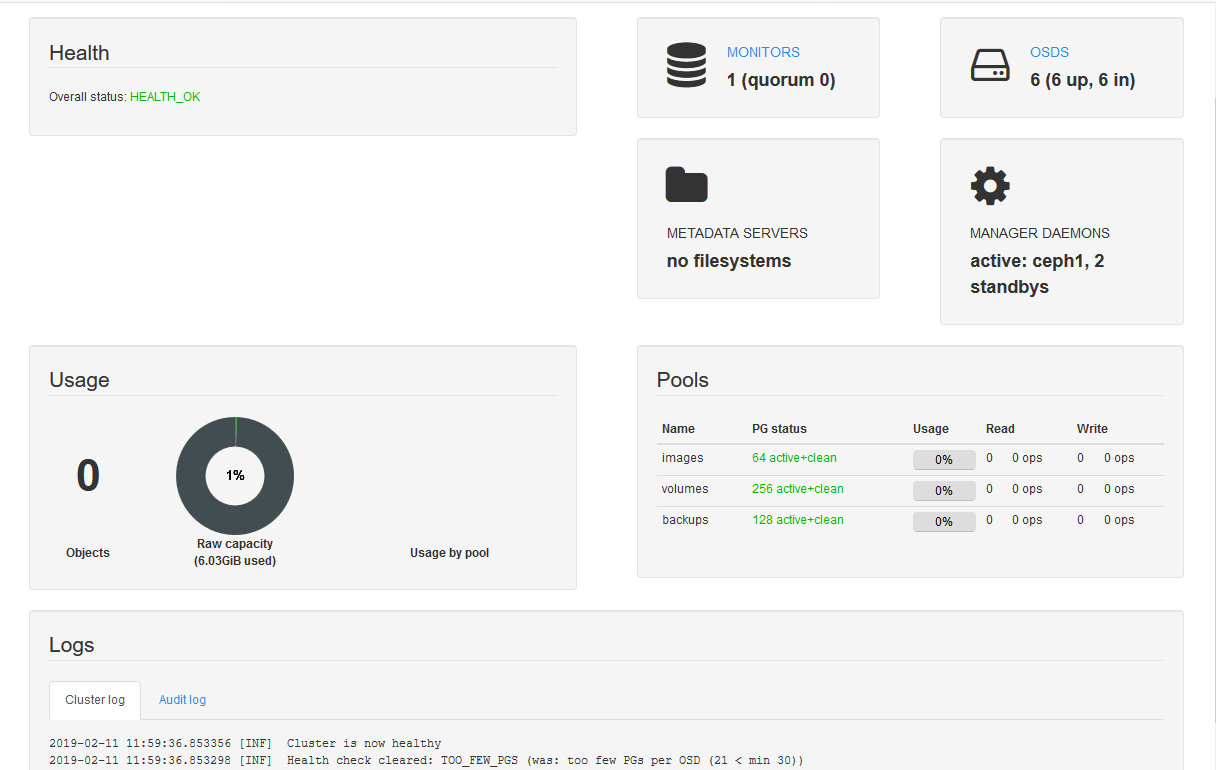 Health
Overall status: HEALTH_OK
MONITORS
1 (quorum 0)
OSDS
6 (6 up, 6 in)
METADATA SERVERS
no filesystems
MANAGER DAEMONS
active: ceph1, 2
standbys
Usage
0
Objects
1%
Raw capacity
(6.03GiB used)
Usage by pool
Pools
Name PG status Usage Read Write
images 64 active+clean 0% 0 0 ops 0 0 ops
volumes 256 active+clean 0% 0 0 ops 0 0 ops
backups 128 active+clean 0% 0 0 ops 0 0 ops
Logs
Cluster log Audit log
2019-02-11 11:59:36.853356 [INF] Cluster is now healthy
2019-02-11 11:59:36.853298 [INF] Health check cleared: TOO_FEW_PGS (was: too few PGs per OSD (21 < min 30))